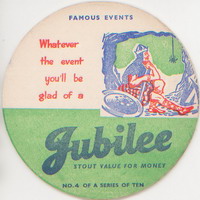 FAMOUS EVENTS
Whatever
the event
you'll be
glad of a
Jubilee
STOUT VALUE FOR MONEY
NO. 4 OF A SERIES OF TEN